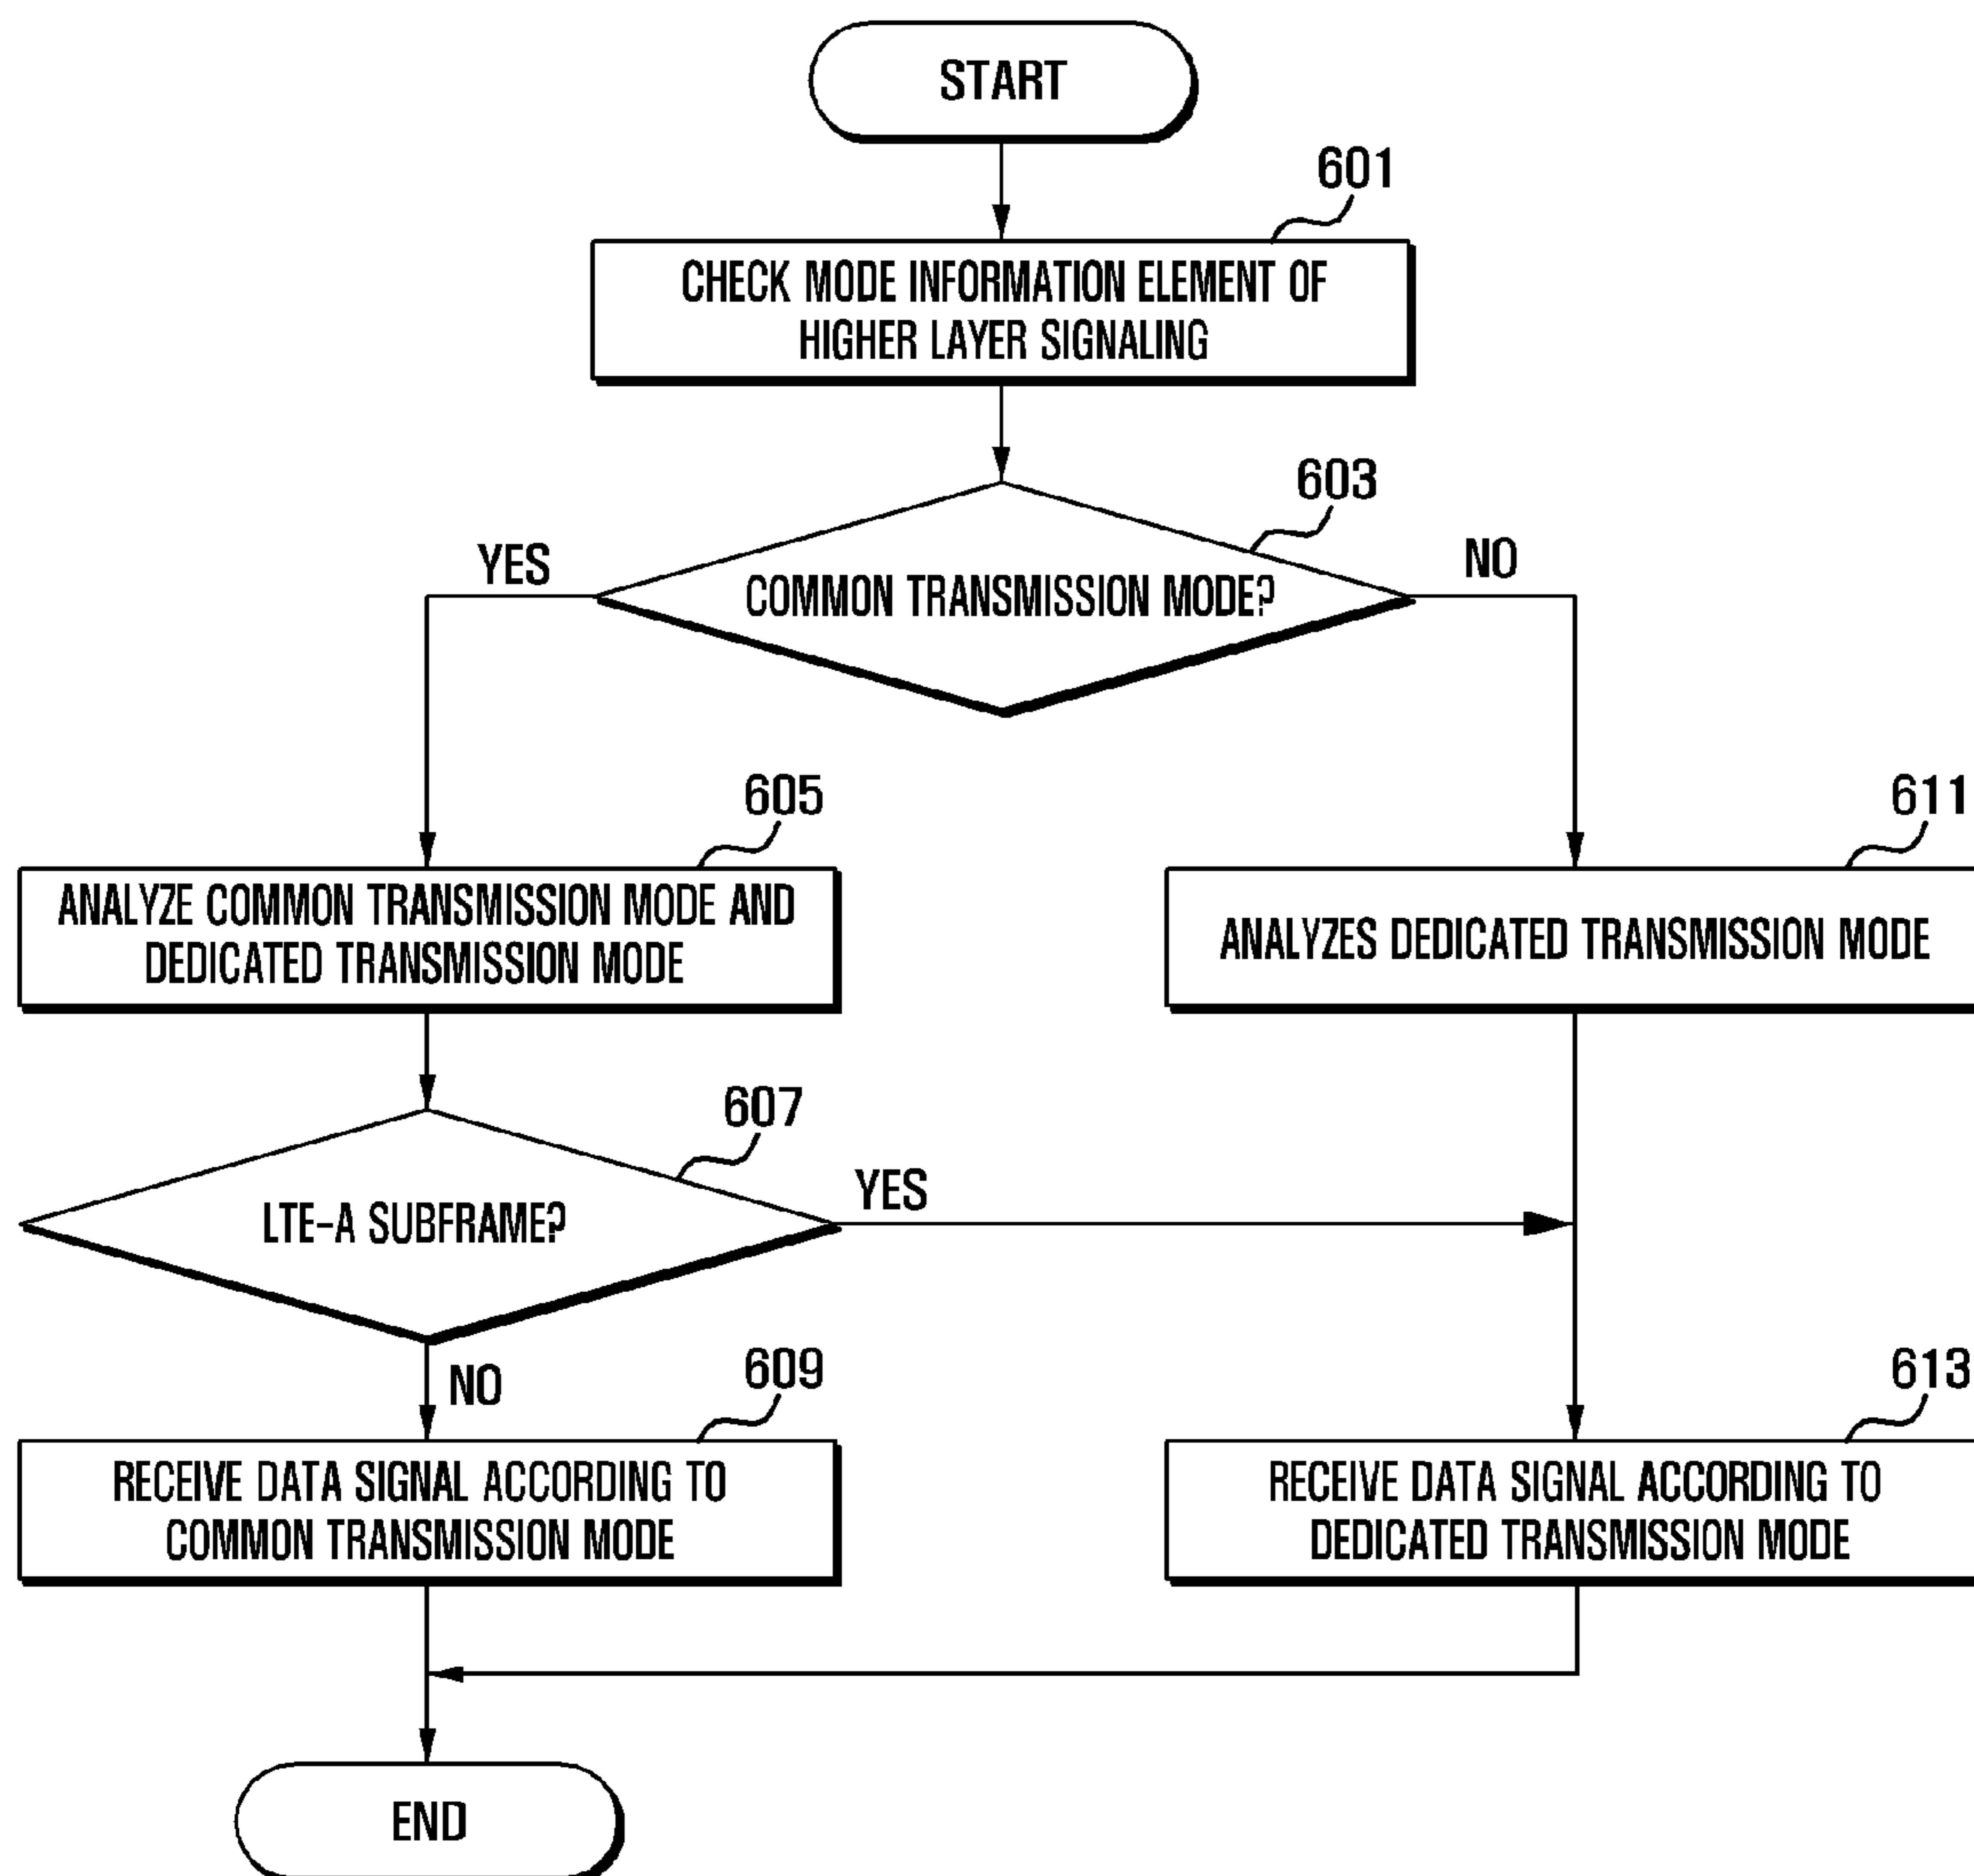 START
601
CHECK MODE INFORMATION ELEMENT OF
HIGHER LAYER SIGNALING
603
YES
COMMON TRANSMISSION MODE?
NO
605
ANALYZE COMMON TRANSMISSION MODE AND
DEDICATED TRANSMISSION MODE
611
ANALYZES DEDICATED TRANSMISSION MODE
607
LTE-A SUBFRAME?
YES
NO
609
RECEIVE DATA SIGNAL ACCORDING TO
COMMON TRANSMISSION MODE
613
RECEIVE DATA SIGNAL ACCORDING TO
DEDICATED TRANSMISSION MODE
END